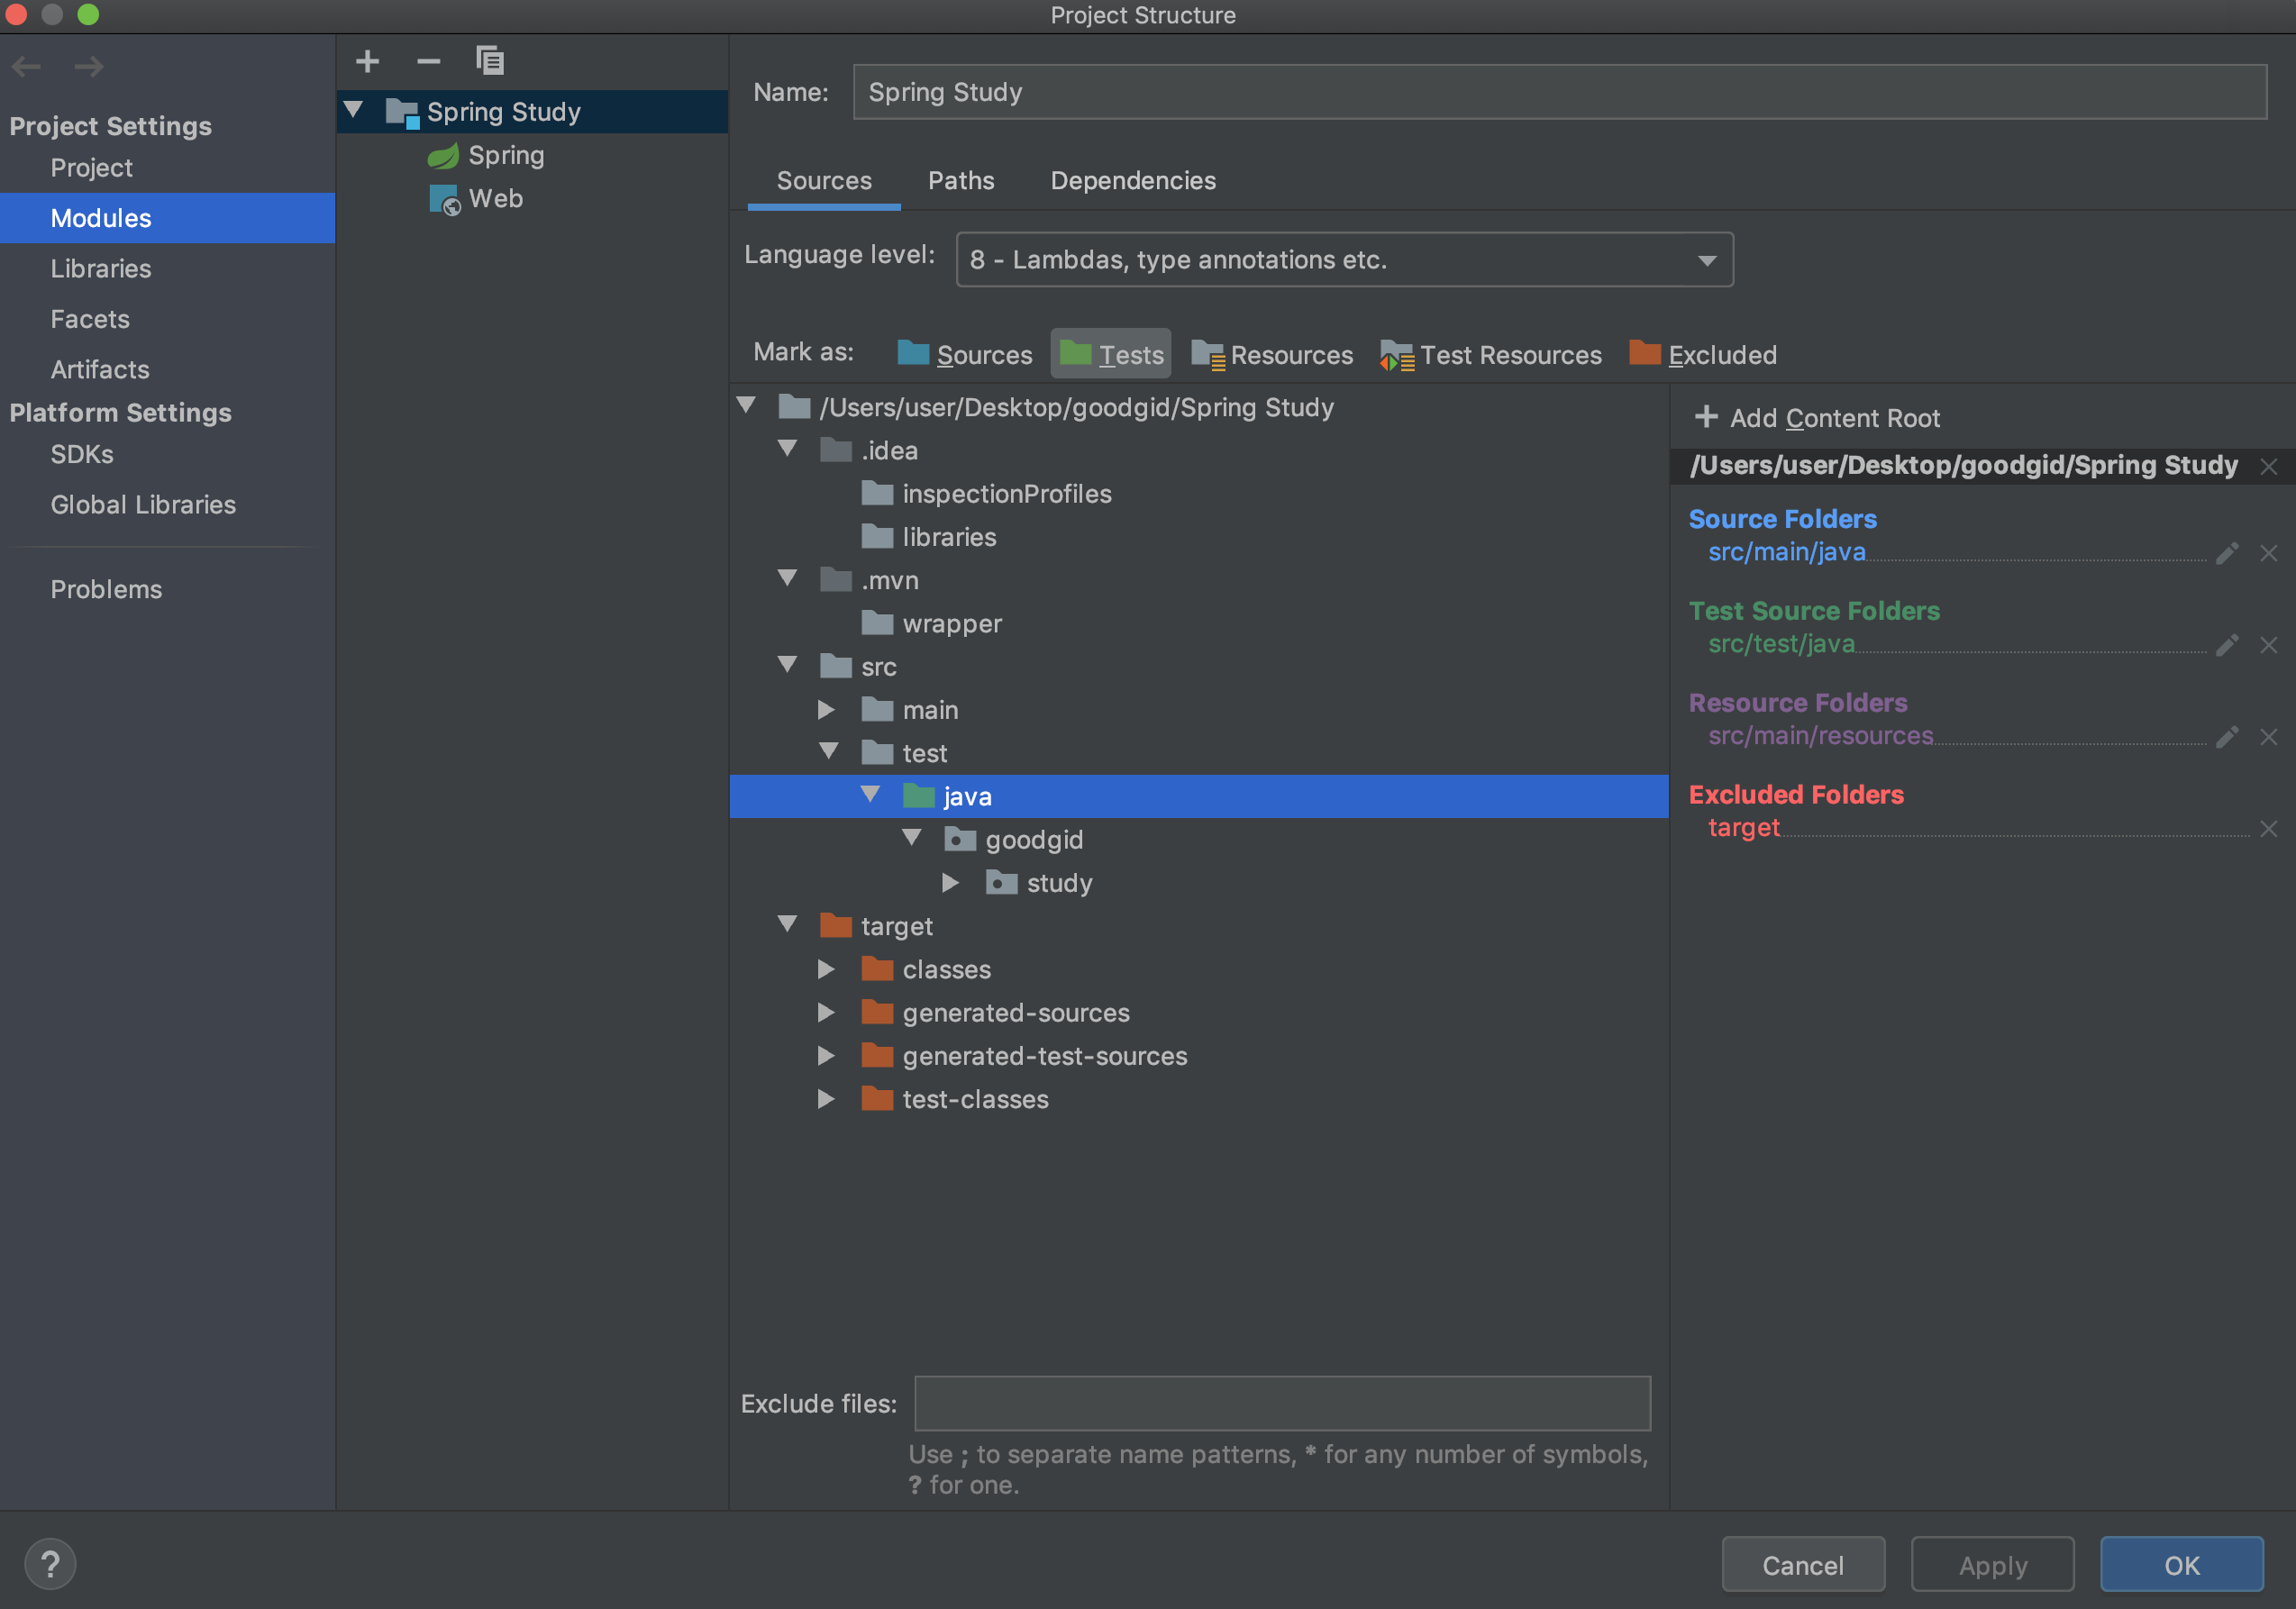 Project Structure
Project Settings
Project
Modules
Libraries
Facets
Artifacts
Platform Settings
SDKs
Global Libraries
Problems
Spring Study
Spring
Web
Name: Spring Study
Sources Paths Dependencies
Language level: 8 - Lambdas, type annotations etc.
Mark as: Sources Tests Resources Test Resources Excluded
/Users/user/Desktop/goodgid/Spring Study
.idea
inspectionProfiles
libraries
.mvn
wrapper
src
main
test
java
goodgid
study
target
classes
generated-sources
generated-test-sources
test-classes
Exclude files:
Use ; to separate name patterns, * for any number of symbols,
? for one.
+ Add Content Root
/Users/user/Desktop/goodgid/Spring Study
Source Folders
src/main/java
Test Source Folders
src/test/java
Resource Folders
src/main/resources
Excluded Folders
target
? Cancel Apply OK